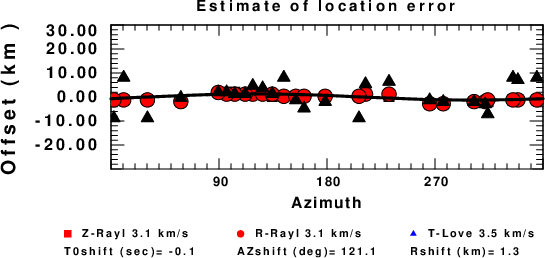 Estimate of location error
Offset (km)
30.00
20.00
10.00
0.00
-10.00
-20.00
90 180 270
Azimuth
Z-Rayl 3.1 km/s R-Rayl 3.1 km/s T-Love 3.5 km/s
T0shift (sec)= -0.1 AZshift (deg)= 121.1 Rshift (km)= 1.3